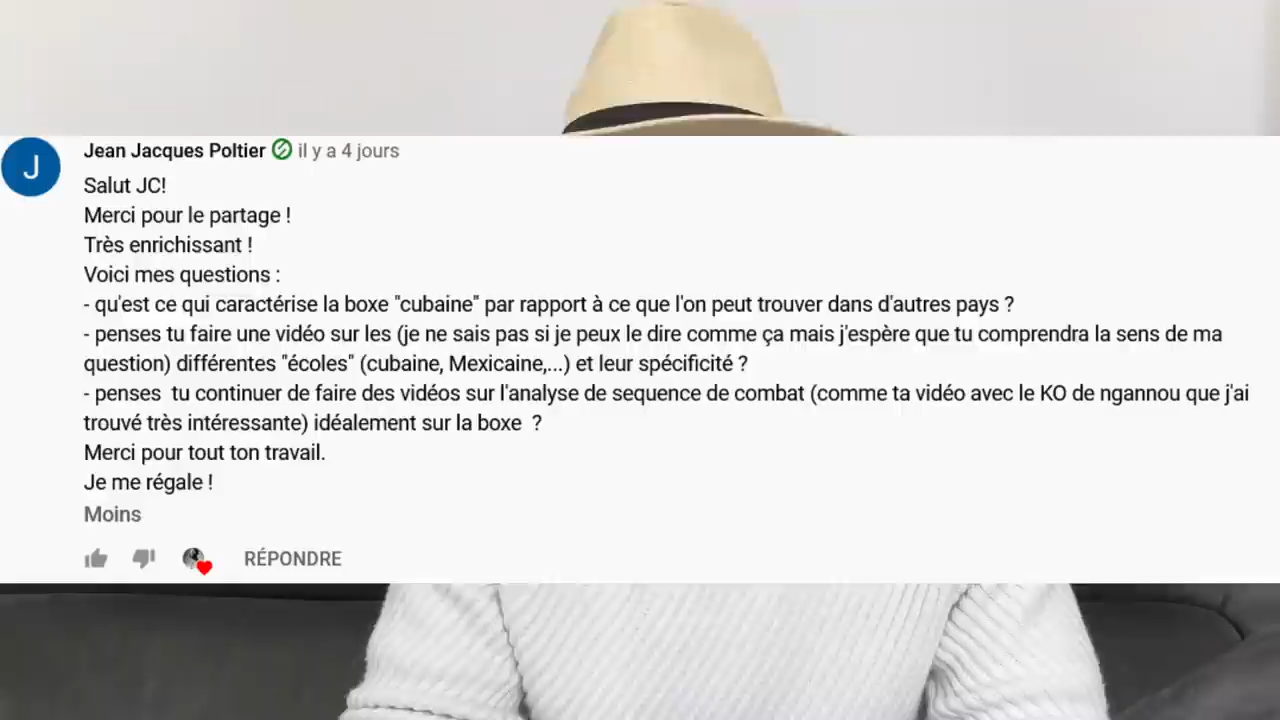 J
Jean Jacques Poltier il y a 4 jours
Salut JC!
Merci pour le partage !
Très enrichissant !
Voici mes questions :
- qu'est ce qui caractérise la boxe "cubaine" par rapport à ce que l'on peut trouver dans d'autres pays ?
- penses tu faire une vidéo sur les (je ne sais pas si je peux le dire comme ça mais j'espère que tu comprendra la sens de ma
question) différentes "écoles" (cubaine, Mexicaine,...) et leur spécificité ?
- penses  tu continuer de faire des vidéos sur l'analyse de sequence de combat (comme ta vidéo avec le KO de ngannou que j'ai
trouvé très intéressante) idéalement sur la boxe  ?
Merci pour tout ton travail.
Je me régale !
Moins
RÉPONDRE